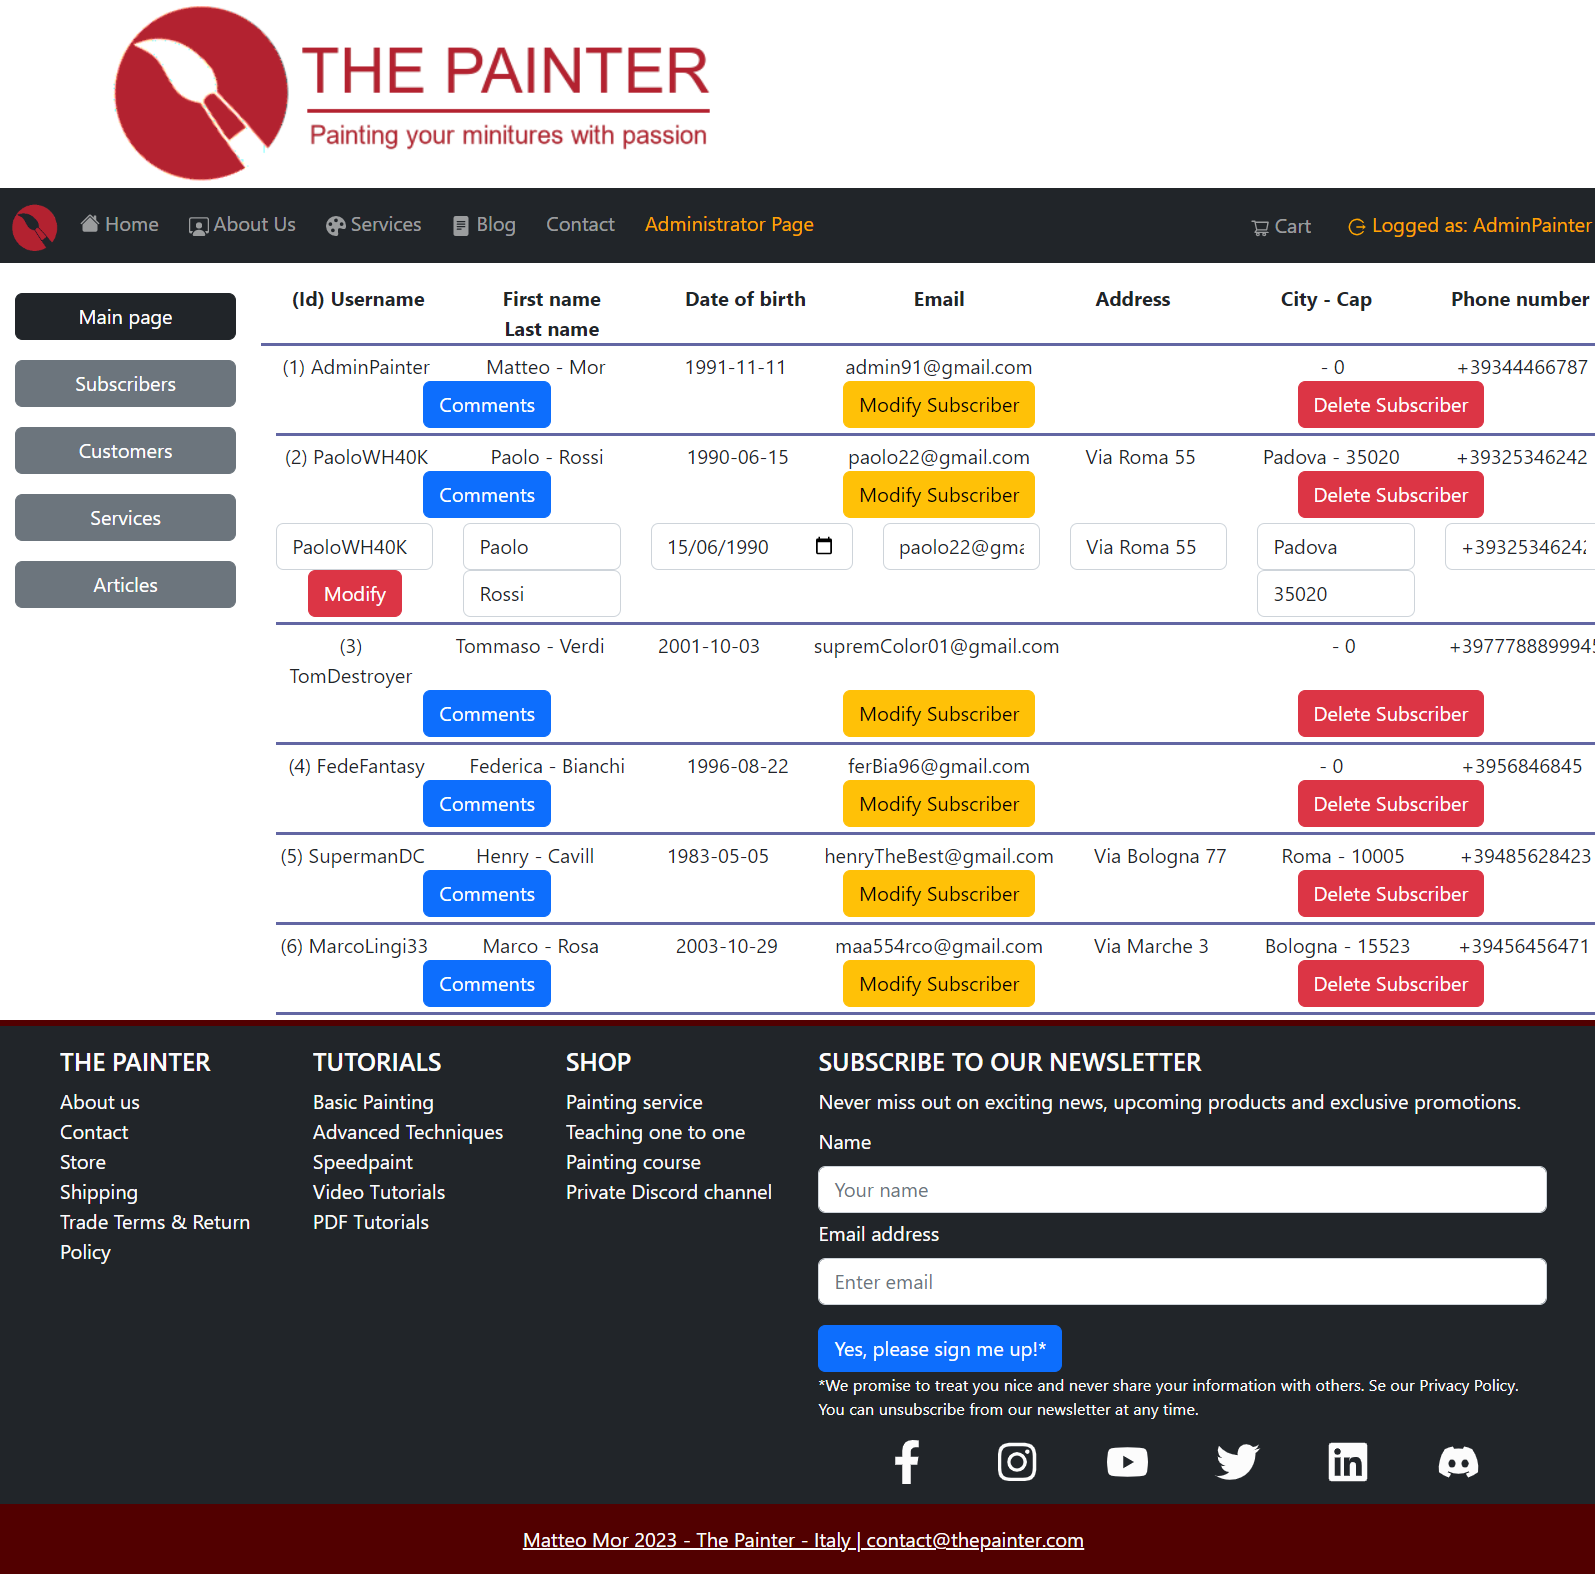 THE PAINTER
Painting your minitures with passion
Home About Us Services Blog Contact Administrator Page Cart Logged as: AdminPainter
Main page
Subscribers
Customers
Services
Articles
(Id) Username First name Date of birth Email Address City - Cap Phone number
Last name
(1) AdminPainter Matteo - Mor 1991-11-11 admin91@gmail.com - 0 +39344466787
Comments Modify Subscriber Delete Subscriber
(2) PaoloWH40K Paolo - Rossi 1990-06-15 paolo22@gmail.com Via Roma 55 Padova - 35020 +39325346242
Comments Modify Subscriber Delete Subscriber
PaoloWH40K Paolo 15/06/1990 paolo22@gma Via Roma 55 Padova +39325346242
Modify Rossi 35020
(3) Tommaso - Verdi 2001-10-03 supremColor01@gmail.com - 0 +3977788899945
TomDestroyer
Comments Modify Subscriber Delete Subscriber
(4) FedeFantasy Federica - Bianchi 1996-08-22 ferBia96@gmail.com - 0 +3956846845
Comments Modify Subscriber Delete Subscriber
(5) SupermanDC Henry - Cavill 1983-05-05 henryTheBest@gmail.com Via Bologna 77 Roma - 10005 +39485628423
Comments Modify Subscriber Delete Subscriber
(6) MarcoLingi33 Marco - Rosa 2003-10-29 maa554rco@gmail.com Via Marche 3 Bologna - 15523 +39456456471
Comments Modify Subscriber Delete Subscriber
THE PAINTER
About us
Contact
Store
Shipping
Trade Terms & Return
Policy
TUTORIALS
Basic Painting
Advanced Techniques
Speedpaint
Video Tutorials
PDF Tutorials
SHOP
Painting service
Teaching one to one
Painting course
Private Discord channel
SUBSCRIBE TO OUR NEWSLETTER
Never miss out on exciting news, upcoming products and exclusive promotions.
Name
Your name
Email address
Enter email
Yes, please sign me up!*
*We promise to treat you nice and never share your information with others. Se our Privacy Policy.
You can unsubscribe from our newsletter at any time.
Matteo Mor 2023 - The Painter - Italy | contact@thepainter.com